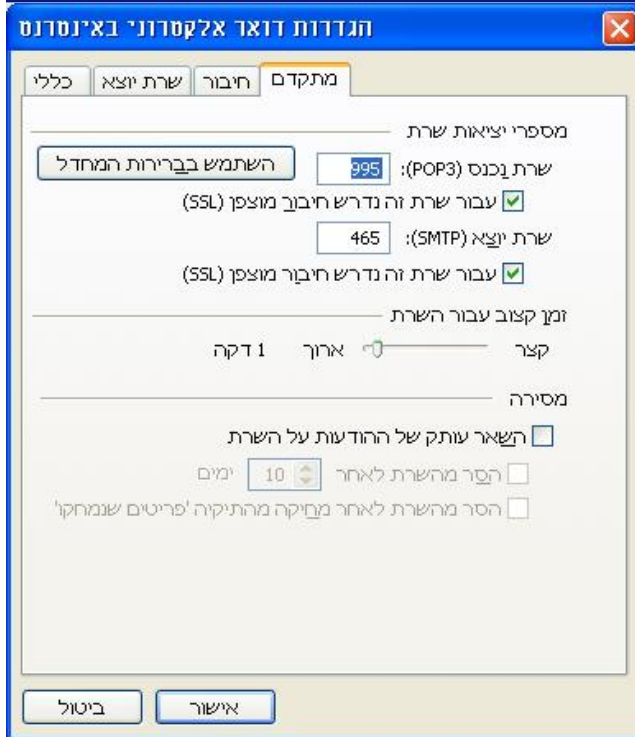 הגדרות דואר אלקטרוני באינטרנט
כללי שרת יוצא חיבור מתקדם
מספרי יציאות שרת
שרת נכנס (POP3): 995 השתמש בברירות המחדל
עבור שרת זה נדרש חיבור מוצפן (SSL)
שרת יוצא (SMTP): 465
עבור שרת זה נדרש חיבור מוצפן (SSL)
זמן קצוב עבור השרת
קצר ארוך 1 דקה
מסירה
השאר עותק של ההודעות על השרת
הסר מהשרת לאחר 10 ימים
הסר מהשרת לאחר מחיקה מהתיקיה 'פריטים שנמחקו'
אישור ביטול